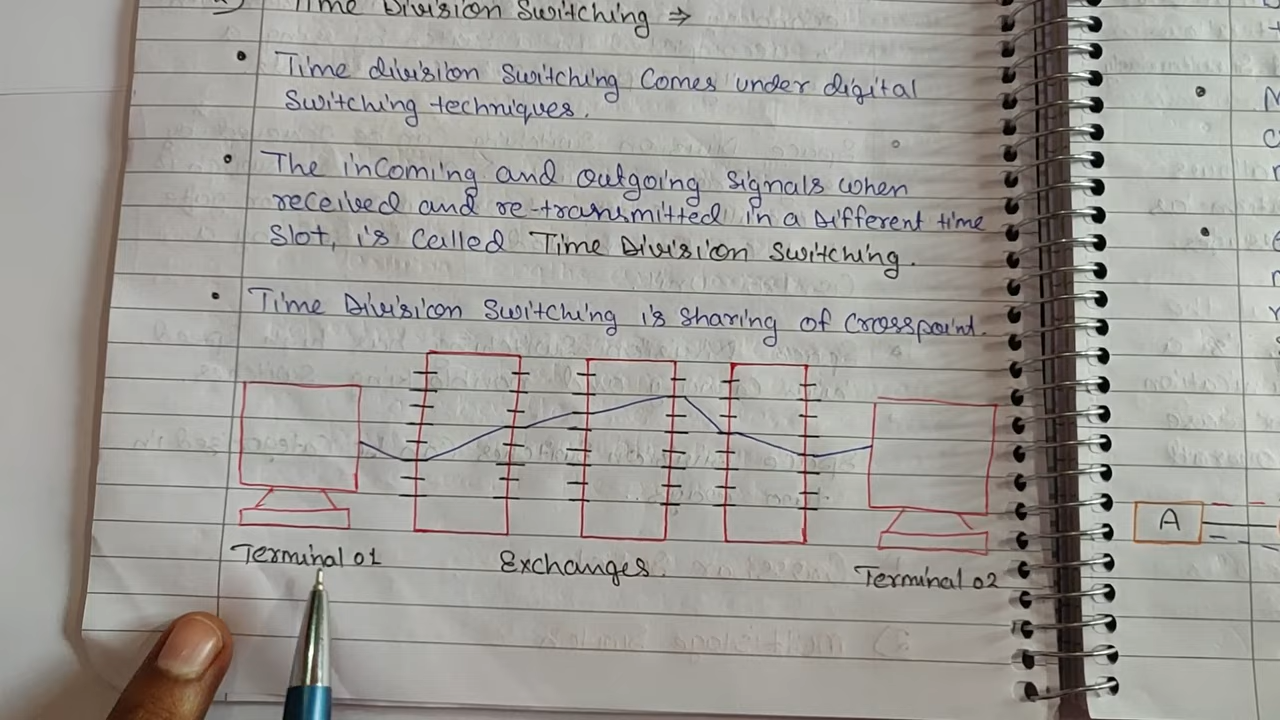 Time Division Switching ⇒
• Time division Switching Comes under digital
Switching techniques.
• The incoming and outgoing Signals when
received and re-transmitted in a Different time
Slot, is Called Time Division Switching.
• Time Division Switching is Sharing of Crosspoint.
Terminal 01
Exchanges.
Terminal 02
A